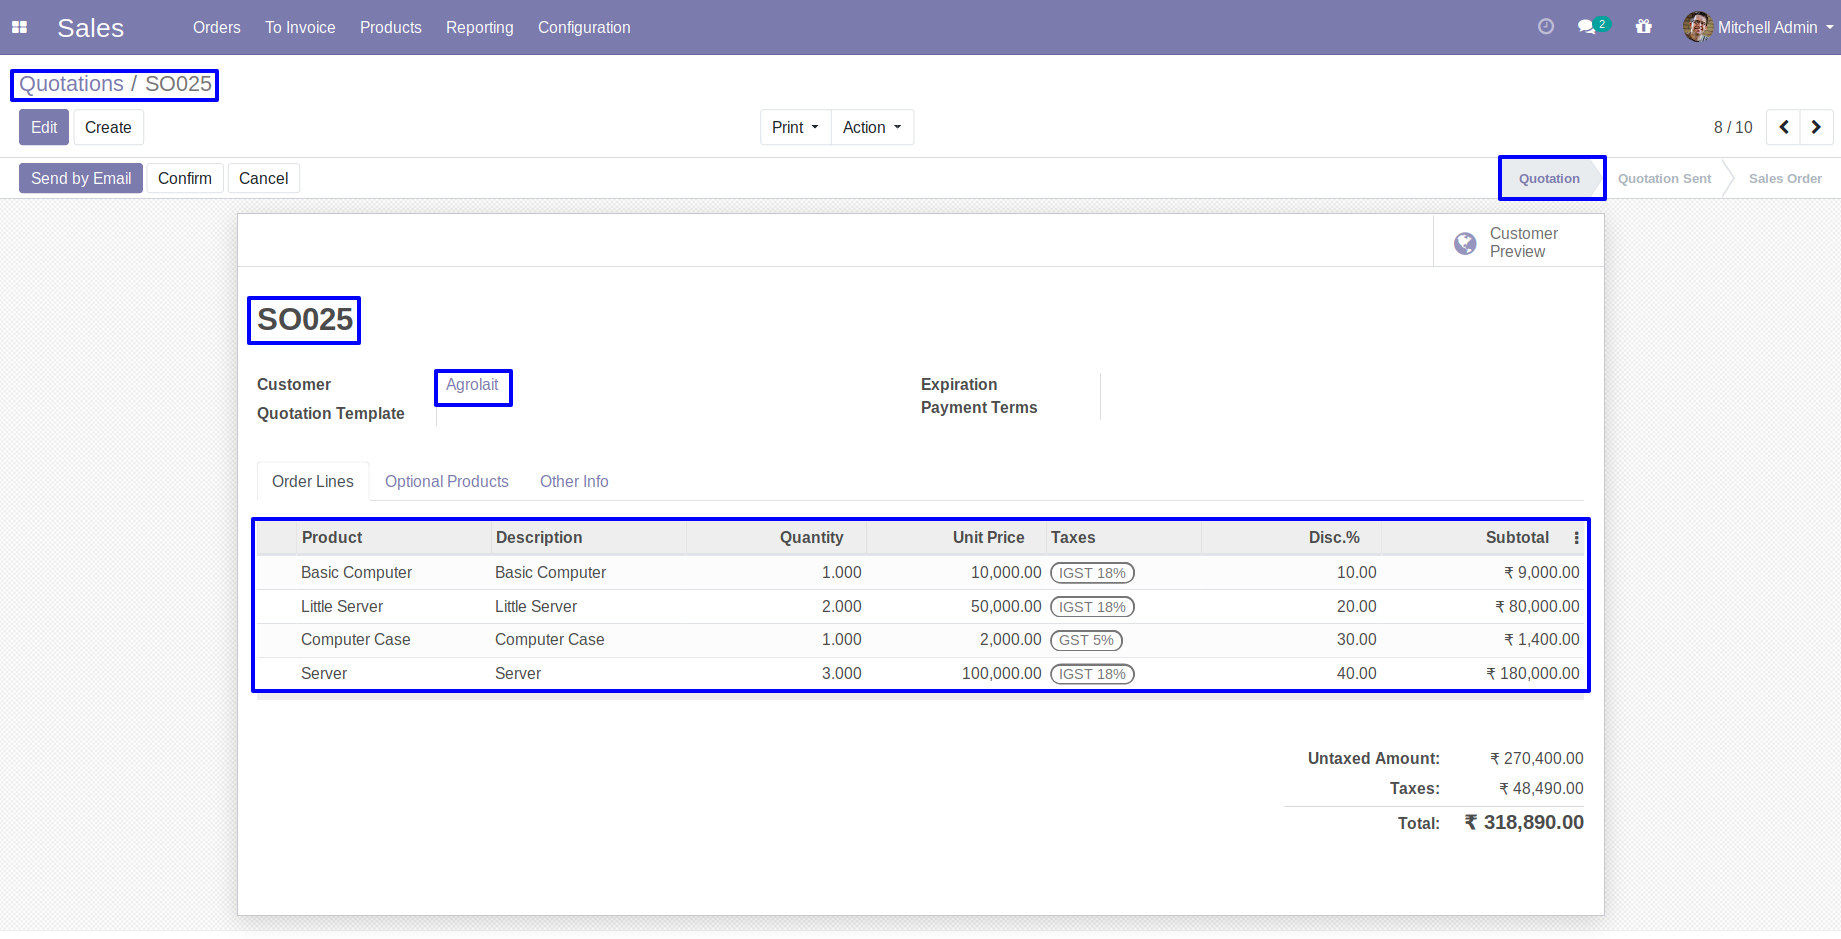 Sales Orders To Invoice Products Reporting Configuration 2 Mitchell Admin
Quotations / SO025
Edit Create Print Action 8 / 10
Send by Email Confirm Cancel Quotation Quotation Sent Sales Order
Customer
Preview
SO025
Customer Agrolait Expiration
Quotation Template Payment Terms
Order Lines Optional Products Other Info
Product Description Quantity Unit Price Taxes Disc.% Subtotal
Basic Computer Basic Computer 1.000 10,000.00 IGST 18% 10.00 ₹ 9,000.00
Little Server Little Server 2.000 50,000.00 IGST 18% 20.00 ₹ 80,000.00
Computer Case Computer Case 1.000 2,000.00 GST 5% 30.00 ₹ 1,400.00
Server Server 3.000 100,000.00 IGST 18% 40.00 ₹ 180,000.00
Untaxed Amount: ₹ 270,400.00
Taxes: ₹ 48,490.00
Total: ₹ 318,890.00